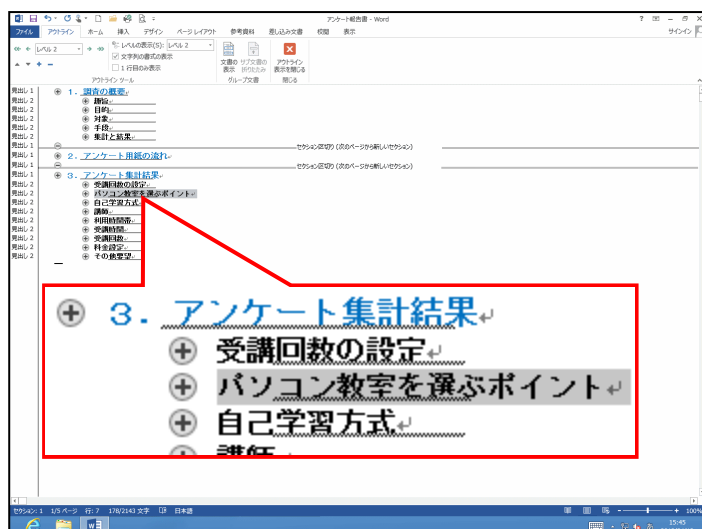 アンケート報告書 - Word
ファイル アウトライン ホーム 挿入 デザイン ページレイアウト 参考資料 差し込み文書 校閲 表示 サインイン
レベル 2 レベルの表示(S): レベル 2
文字列の書式の表示
1 行目のみ表示
文書の表示 サブ文書の折りたたみ アウトライン表示を閉じる
アウトライン ツール グループ文書 閉じる
見出し 1 1. 調査の概要
見出し 2 趣旨
見出し 2 目的
見出し 2 対象
見出し 2 手段
見出し 2 集計と結果
見出し 1 セクション区切り (次のページから新しいセクション)
見出し 1 2. アンケート用紙の流れ
見出し 1 セクション区切り (次のページから新しいセクション)
見出し 1 3. アンケート集計結果
見出し 2 受講回数の設定
見出し 2 パソコン教室を選ぶポイント
見出し 2 自己学習方式
見出し 2 講師
見出し 2 利用時間帯
見出し 2 受講時間
見出し 2 受講回数
見出し 2 料金設定
見出し 2 その他要望
3. アンケート集計結果
受講回数の設定
パソコン教室を選ぶポイント
自己学習方式
講師
セクション: 1 1/5 ページ 行: 7 178/2143 文字 日本語 100%
15:45